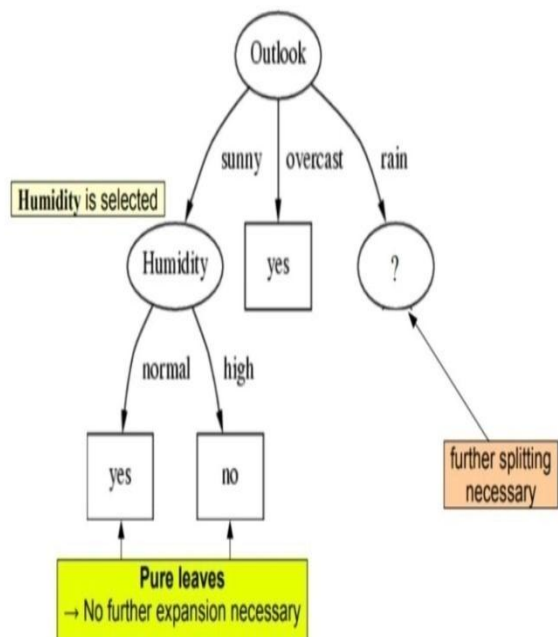 Outlook
sunny overcast rain
Humidity is selected
Humidity yes ?
normal high
yes no
further splitting
necessary
Pure leaves
→ No further expansion necessary